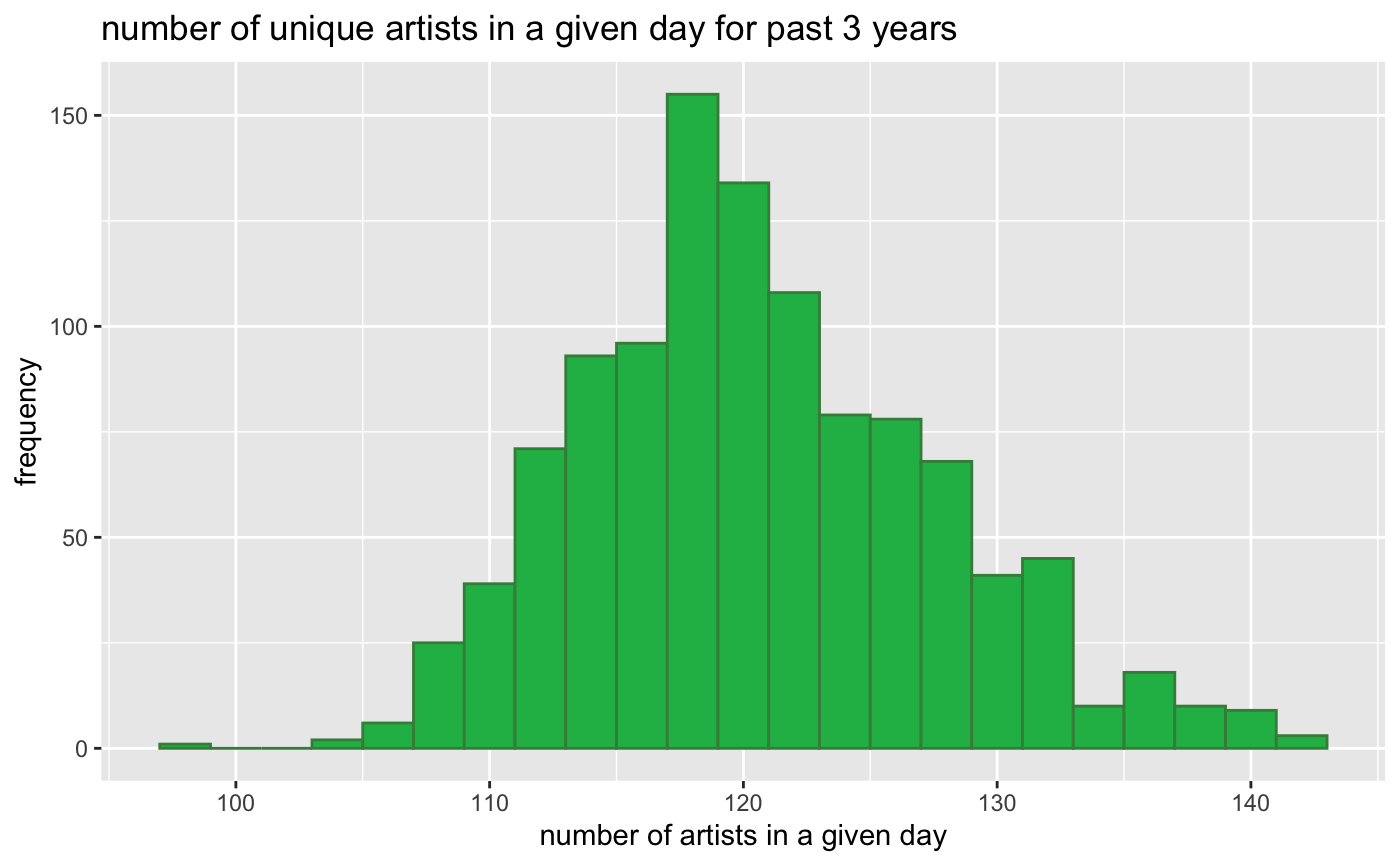 number of unique artists in a given day for past 3 years
150
100
50
0
frequency
100 110 120 130 140
number of artists in a given day